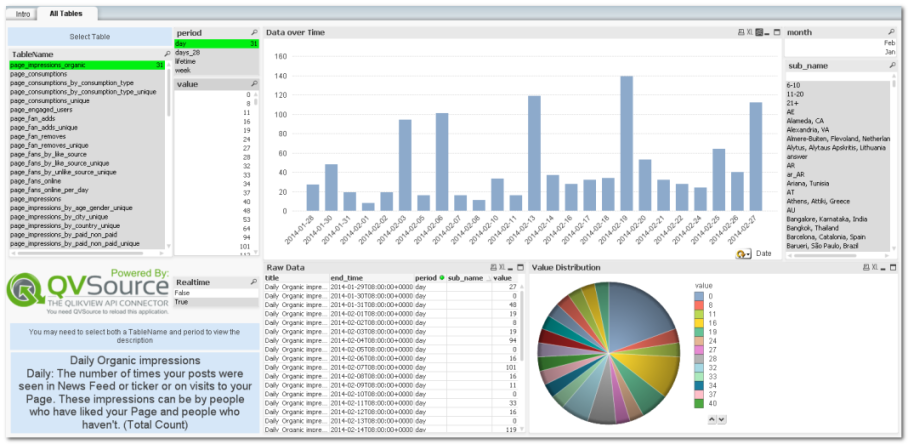 Intro
All Tables
Select Table
TableName
page_impressions_organic 31
page_consumptions
page_consumptions_by_consumption_type
page_consumptions_by_consumption_type_unique
page_consumptions_unique
page_engaged_users
page_fan_adds
page_fan_adds_unique
page_fan_removes
page_fan_removes_unique
page_fans_by_like_source
page_fans_by_like_source_unique
page_fans_by_unlike_source_unique
page_fans_online
page_fans_online_per_day
page_impressions
page_impressions_by_age_gender_unique
page_impressions_by_city_unique
page_impressions_by_country_unique
page_impressions_by_paid_non_paid
page_impressions_by_paid_non_paid_unique
period
day 31
days_28
lifetime
week
value
0
8
11
16
19
24
27
28
32
33
34
37
40
48
53
64
94
101
113
Data over Time
XL
160
140
120
100
80
60
40
20
0
2014-01-28
2014-01-30
2014-01-31
2014-02-01
2014-02-02
2014-02-03
2014-02-05
2014-02-06
2014-02-07
2014-02-08
2014-02-10
2014-02-11
2014-02-13
2014-02-14
2014-02-16
2014-02-17
2014-02-18
2014-02-19
2014-02-20
2014-02-21
2014-02-22
2014-02-24
2014-02-25
2014-02-26
2014-02-27
Date
month
Feb
Jan
sub_name
6-10
11-20
21+
AE
Alameda, CA
Alexandria, VA
Almere-Buiten, Flevoland, Netherlan
Alytus, Alytaus Apskritis, Lithuania
answer
AR
ar_AR
Ariana, Tunisia
AT
Athens, Attiki, Greece
AU
Bangalore, Karnataka, India
Bangkok, Thailand
Barcelona, Catalonia, Spain
Barueri, São Paulo, Brazil
Powered By:
QVSource
THE QLIKVIEW API CONNECTOR
You need QVSource to reload this application.
Realtime
False
True
You may need to select both a TableName and period to view the
description
Daily Organic impressions
Daily: The number of times your posts were
seen in News Feed or ticker or on visits to your
Page. These impressions can be by people
who have liked your Page and people who
haven't. (Total Count)
Raw Data
XL
title end_time period sub_name ... value
Daily Organic impre... 2014-01-29T08:00:00+0000 day 27
Daily Organic impre... 2014-01-30T08:00:00+0000 day 0
Daily Organic impre... 2014-01-31T08:00:00+0000 day 48
Daily Organic impre... 2014-02-01T08:00:00+0000 day 19
Daily Organic impre... 2014-02-02T08:00:00+0000 day 8
Daily Organic impre... 2014-02-03T08:00:00+0000 day 19
Daily Organic impre... 2014-02-04T08:00:00+0000 day 94
Daily Organic impre... 2014-02-05T08:00:00+0000 day 0
Daily Organic impre... 2014-02-06T08:00:00+0000 day 16
Daily Organic impre... 2014-02-07T08:00:00+0000 day 101
Daily Organic impre... 2014-02-08T08:00:00+0000 day 16
Daily Organic impre... 2014-02-09T08:00:00+0000 day 11
Daily Organic impre... 2014-02-10T08:00:00+0000 day 0
Daily Organic impre... 2014-02-11T08:00:00+0000 day 33
Daily Organic impre... 2014-02-12T08:00:00+0000 day 16
Daily Organic impre... 2014-02-13T08:00:00+0000 day 0
Daily Organic impre... 2014-02-14T08:00:00+0000 day 119
Value Distribution
XL
value
0
8
11
16
19
24
27
28
32
33
34
37
40